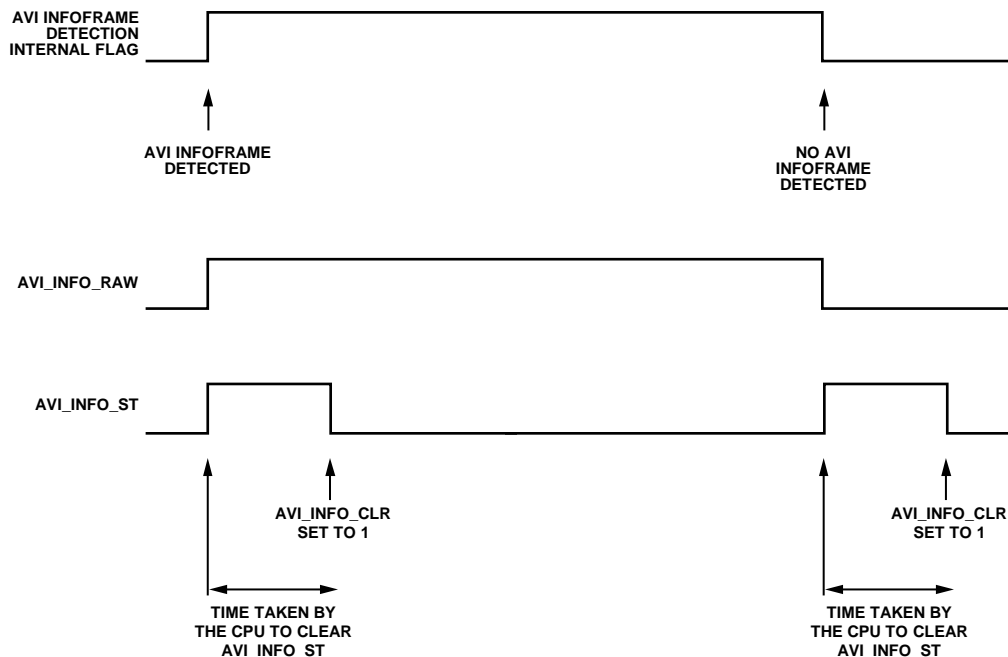 AVI INFOFRAME
DETECTION
INTERNAL FLAG
AVI INFOFRAME
DETECTED
NO AVI
INFOFRAME
DETECTED
AVI_INFO_RAW
AVI_INFO_ST
AVI_INFO_CLR
SET TO 1
AVI_INFO_CLR
SET TO 1
TIME TAKEN BY
THE CPU TO CLEAR
AVI_INFO_ST
TIME TAKEN BY
THE CPU TO CLEAR
AVI_INFO_ST